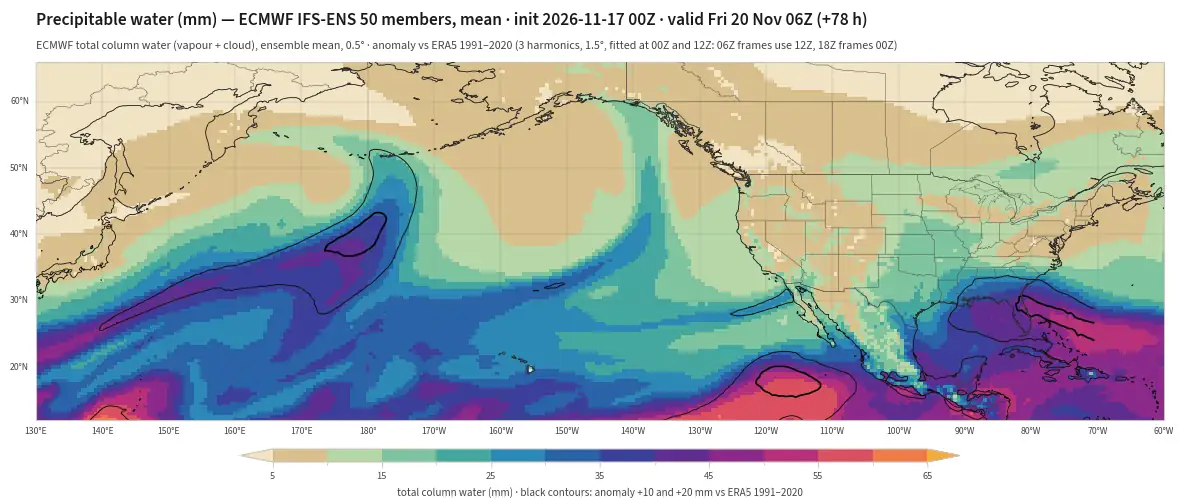 Precipitable water (mm) — ECMWF IFS-ENS 50 members, mean · init 2026-11-17 00Z · valid Fri 20 Nov 06Z (+78 h)
ECMWF total column water (vapour + cloud), ensemble mean, 0.5° · anomaly vs ERA5 1991–2020 (3 harmonics, 1.5°, fitted at 00Z and 12Z: 06Z frames use 12Z, 18Z frames 00Z)
60°N
50°N
40°N
30°N
20°N
130°E 140°E 150°E 160°E 170°E 180° 170°W 160°W 150°W 140°W 130°W 120°W 110°W 100°W 90°W 80°W 70°W 60°W
5 15 25 35 45 55 65
total column water (mm) · black contours: anomaly +10 and +20 mm vs ERA5 1991–2020